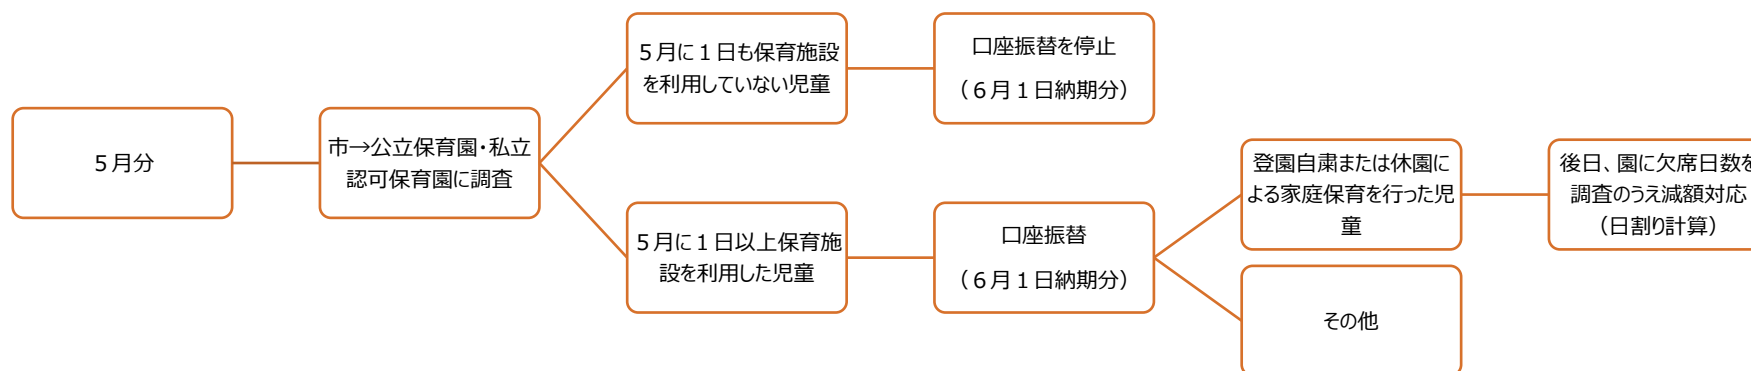 ５月分
市→公立保育園・私立
認可保育園に調査
５月に１日も保育施設
を利用していない児童
口座振替を停止
（６月１日納期分）
５月に１日以上保育施
設を利用した児童
口座振替
（６月１日納期分）
登園自粛または休園に
よる家庭保育を行った児
童
後日、園に欠席日数を
調査のうえ減額対応
（日割り計算）
その他